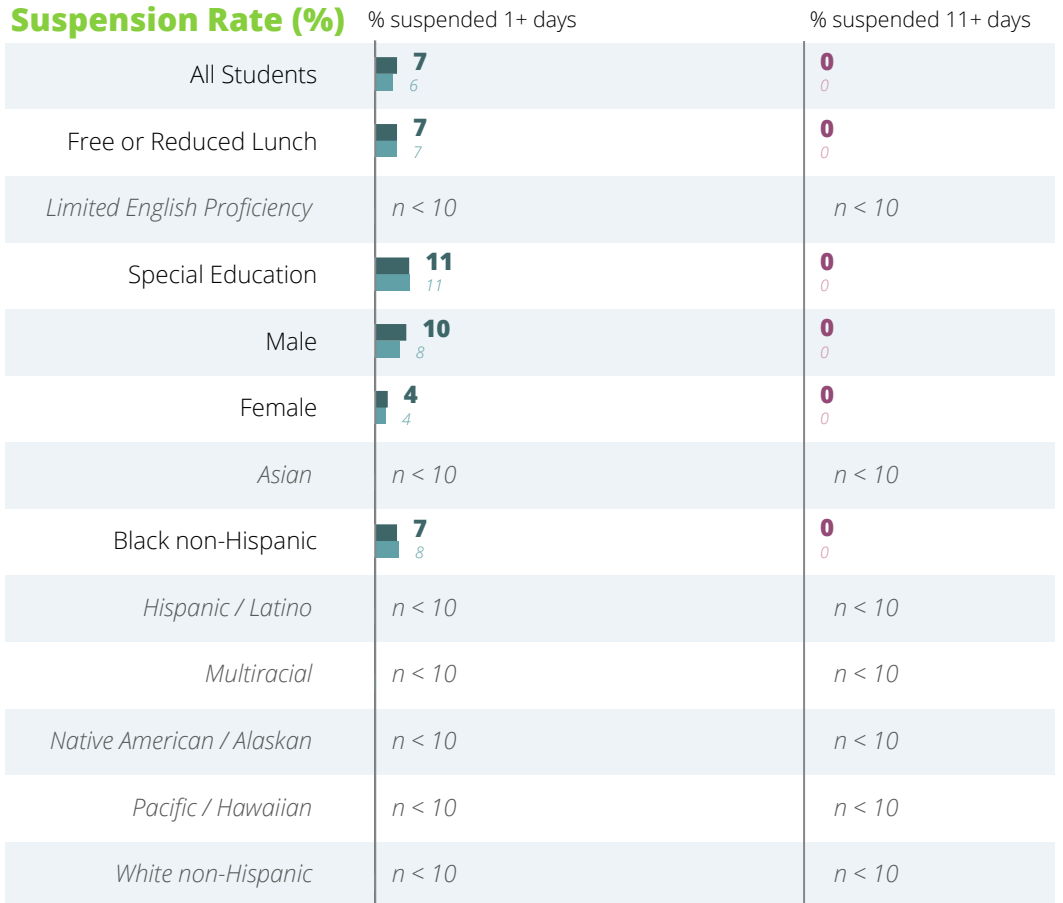 Suspension Rate (%) % suspended 1+ days % suspended 11+ days
All Students 7 0
6 0
Free or Reduced Lunch 7 0
7 0
Limited English Proficiency n < 10 n < 10
Special Education 11 0
11 0
Male 10 0
8 0
Female 4 0
4 0
Asian n < 10 n < 10
Black non-Hispanic 7 0
8 0
Hispanic / Latino n < 10 n < 10
Multiracial n < 10 n < 10
Native American / Alaskan n < 10 n < 10
Pacific / Hawaiian n < 10 n < 10
White non-Hispanic n < 10 n < 10